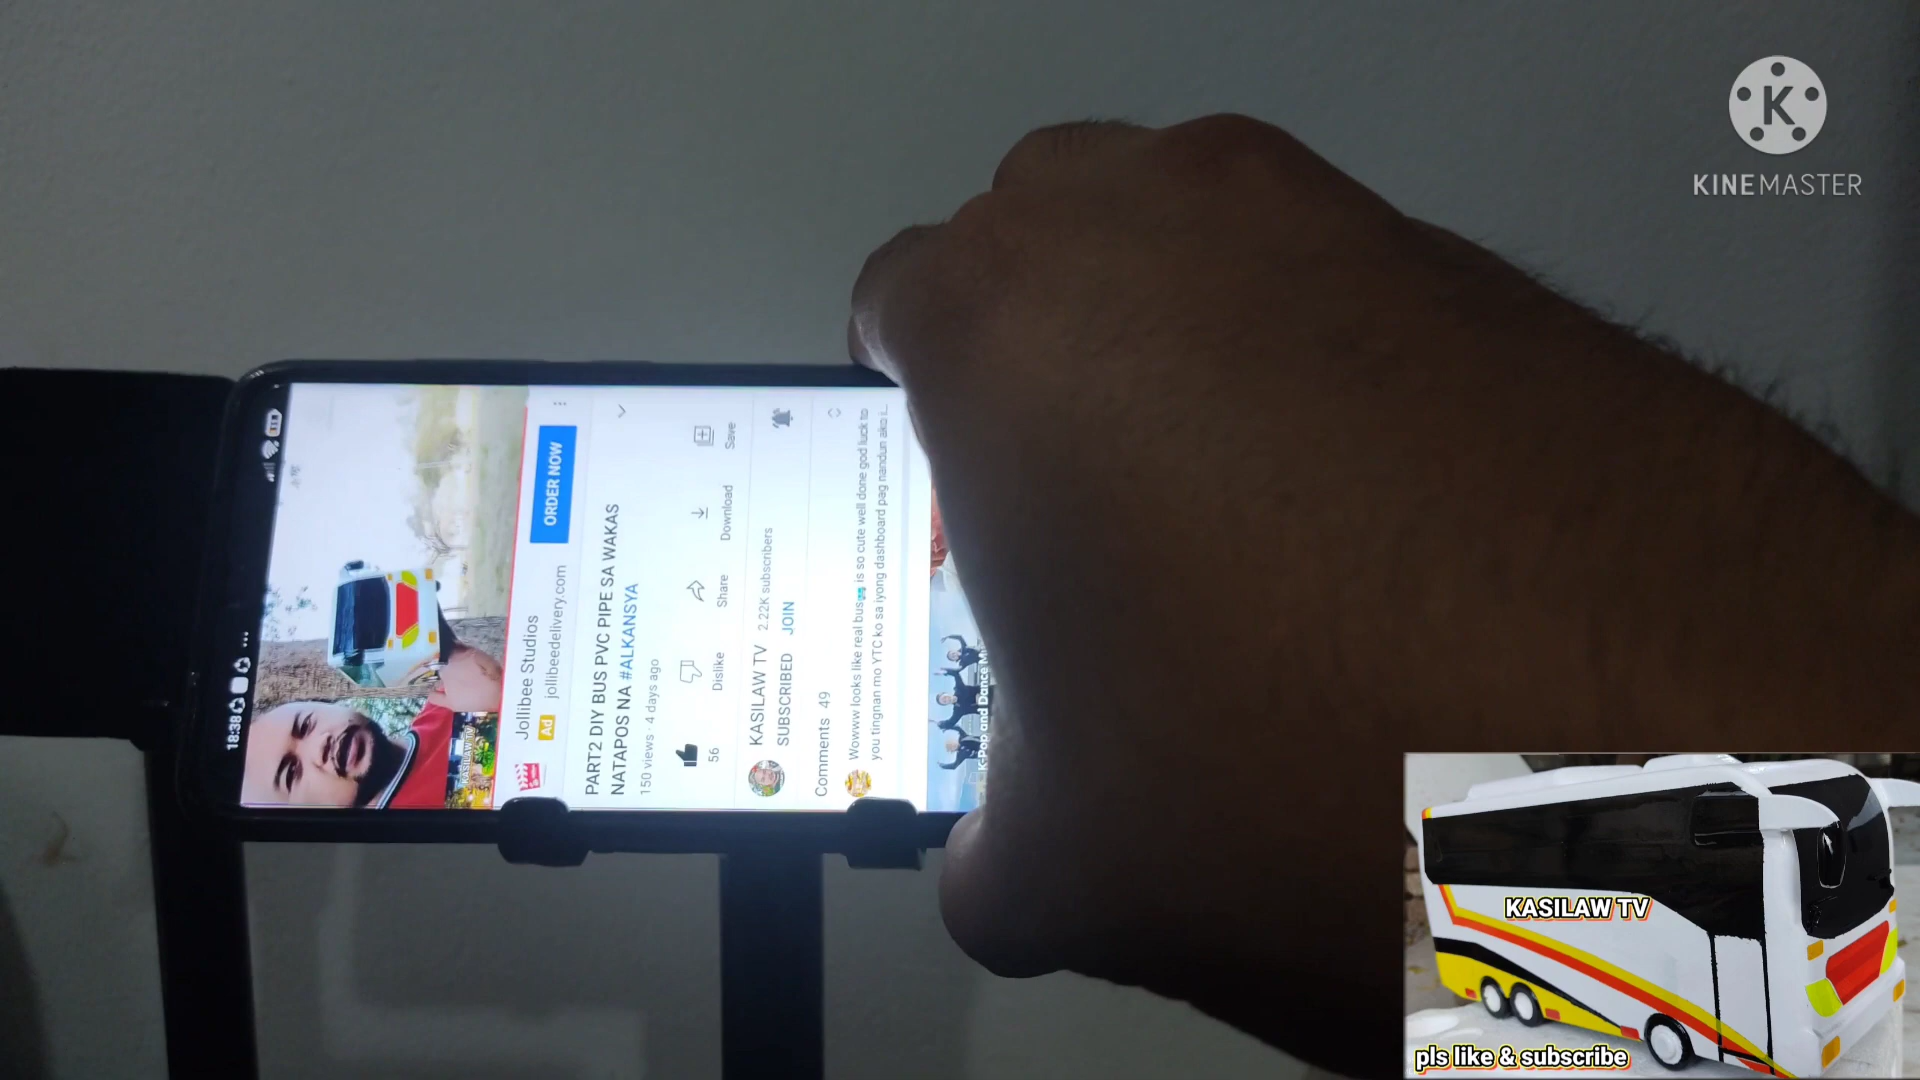 KINEMASTER
18:38
Jollibee Studios
Ad jollibeedelivery.com
ORDER NOW
PART2 DIY BUS PVC PIPE SA WAKAS
NATAPOS NA #ALKANSYA
150 views · 4 days ago
56 Dislike Share Download Save
KASILAW TV 2.22K subscribers
SUBSCRIBED JOIN
Comments 49
Wowww looks like real bus is so cute well done god luck to
you tingnan mo YTC ko sa iyong dashboard pag nandun ako i...
K-Pop and Dance
KASILAW TV
KASILAW TV
pls like & subscribe